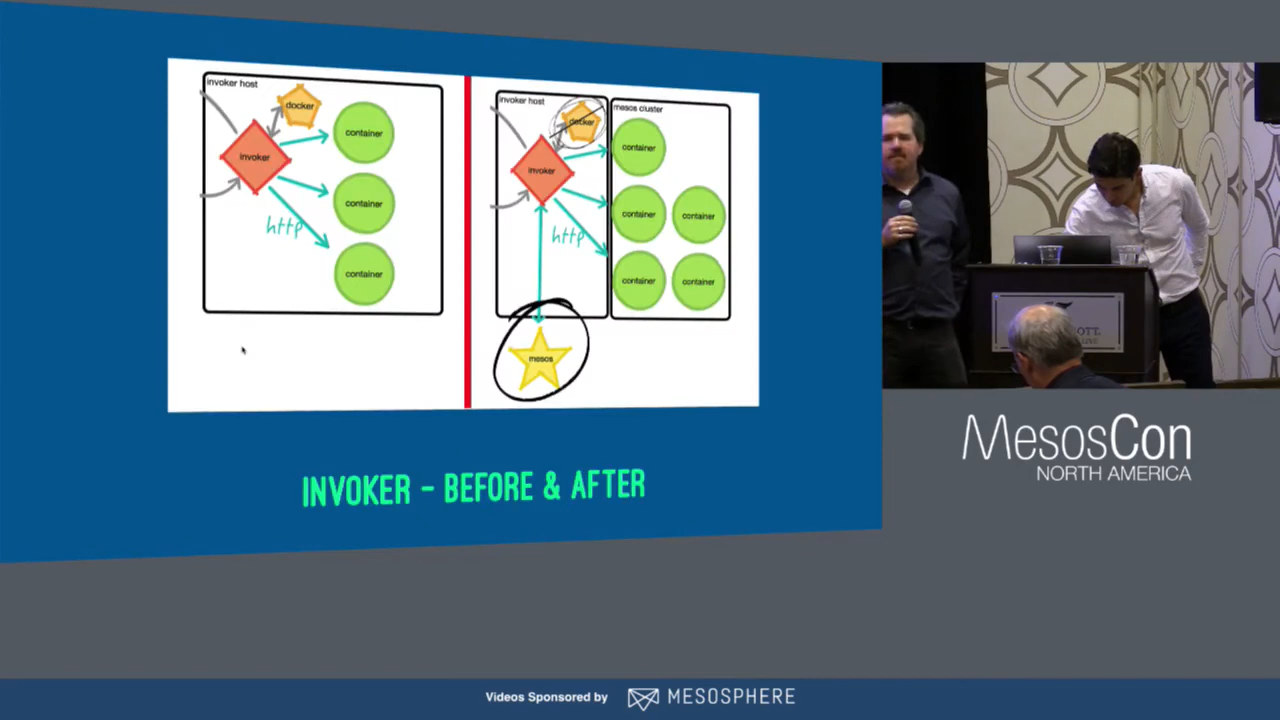 invoker host
docker
invoker
container
container
container
http
invoker host
docker
invoker
http
mesos
mesos cluster
container
container
container
container
container
INVOKER - BEFORE & AFTER
MesosCon
NORTH AMERICA
Videos Sponsored by MESOSPHERE